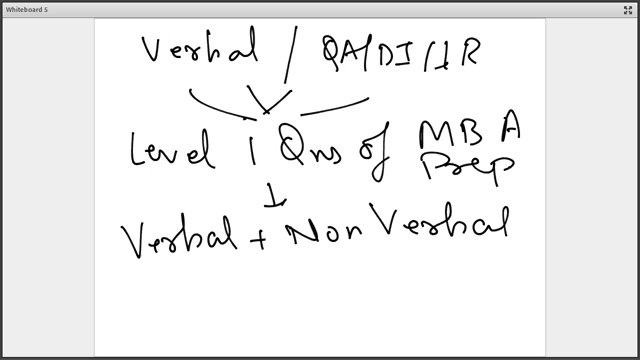 Whiteboard 5
Verbal / QA/DI/LR
Level 1 Qns of MBA Prep
Verbal + Non Verbal